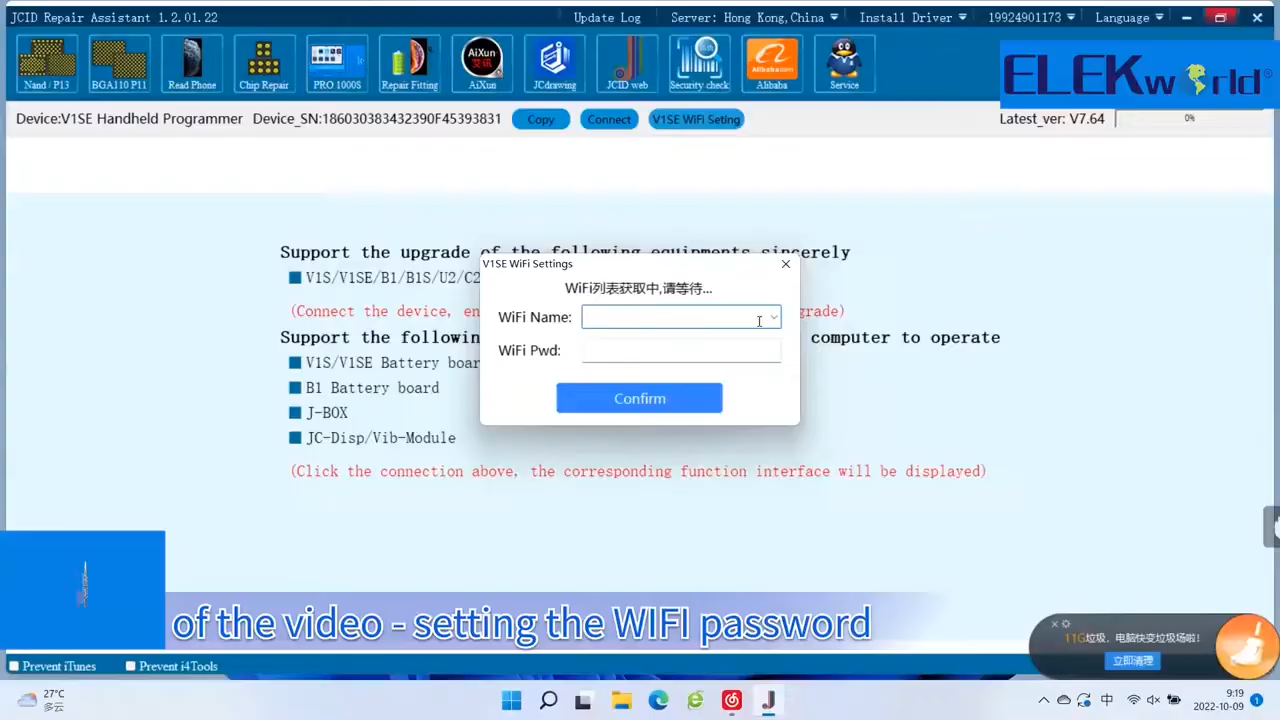 JCID Repair Assistant 1.2.01.22
Update Log
Server: Hong Kong,China
Install Driver
19924901173
Language
Nand / P13
BGA110 P11
Read Phone
Chip Repair
PRO 1000S
Repair Fitting
AiXun
艾讯
AiXun
JCdrawing
JCID web
Security check
Alibaba.com
Alibaba
Service
ELEKworld®
Device:V1SE Handheld Programmer
Device_SN:186030383432390F45393831
Copy
Connect
V1SE WiFi Seting
Latest_ver: V7.64
0%
Support the upgrade of the following equipments sincerely
V1S/V1SE/B1/B1S/U2/C2
(Connect the device, en
grade)
Support the followin
computer to operate
V1S/V1SE Battery boar
B1 Battery board
J-BOX
JC-Disp/Vib-Module
(Click the connection above, the corresponding function interface will be displayed)
V1SE WiFi Settings
WiFi列表获取中,请等待...
WiFi Name:
WiFi Pwd:
Confirm
of the video - setting the WIFI password
11G垃圾，电脑快变垃圾场啦！
立即清理
Prevent iTunes
Prevent i4Tools
27°C
多云
中
9:19
2022-10-09
1